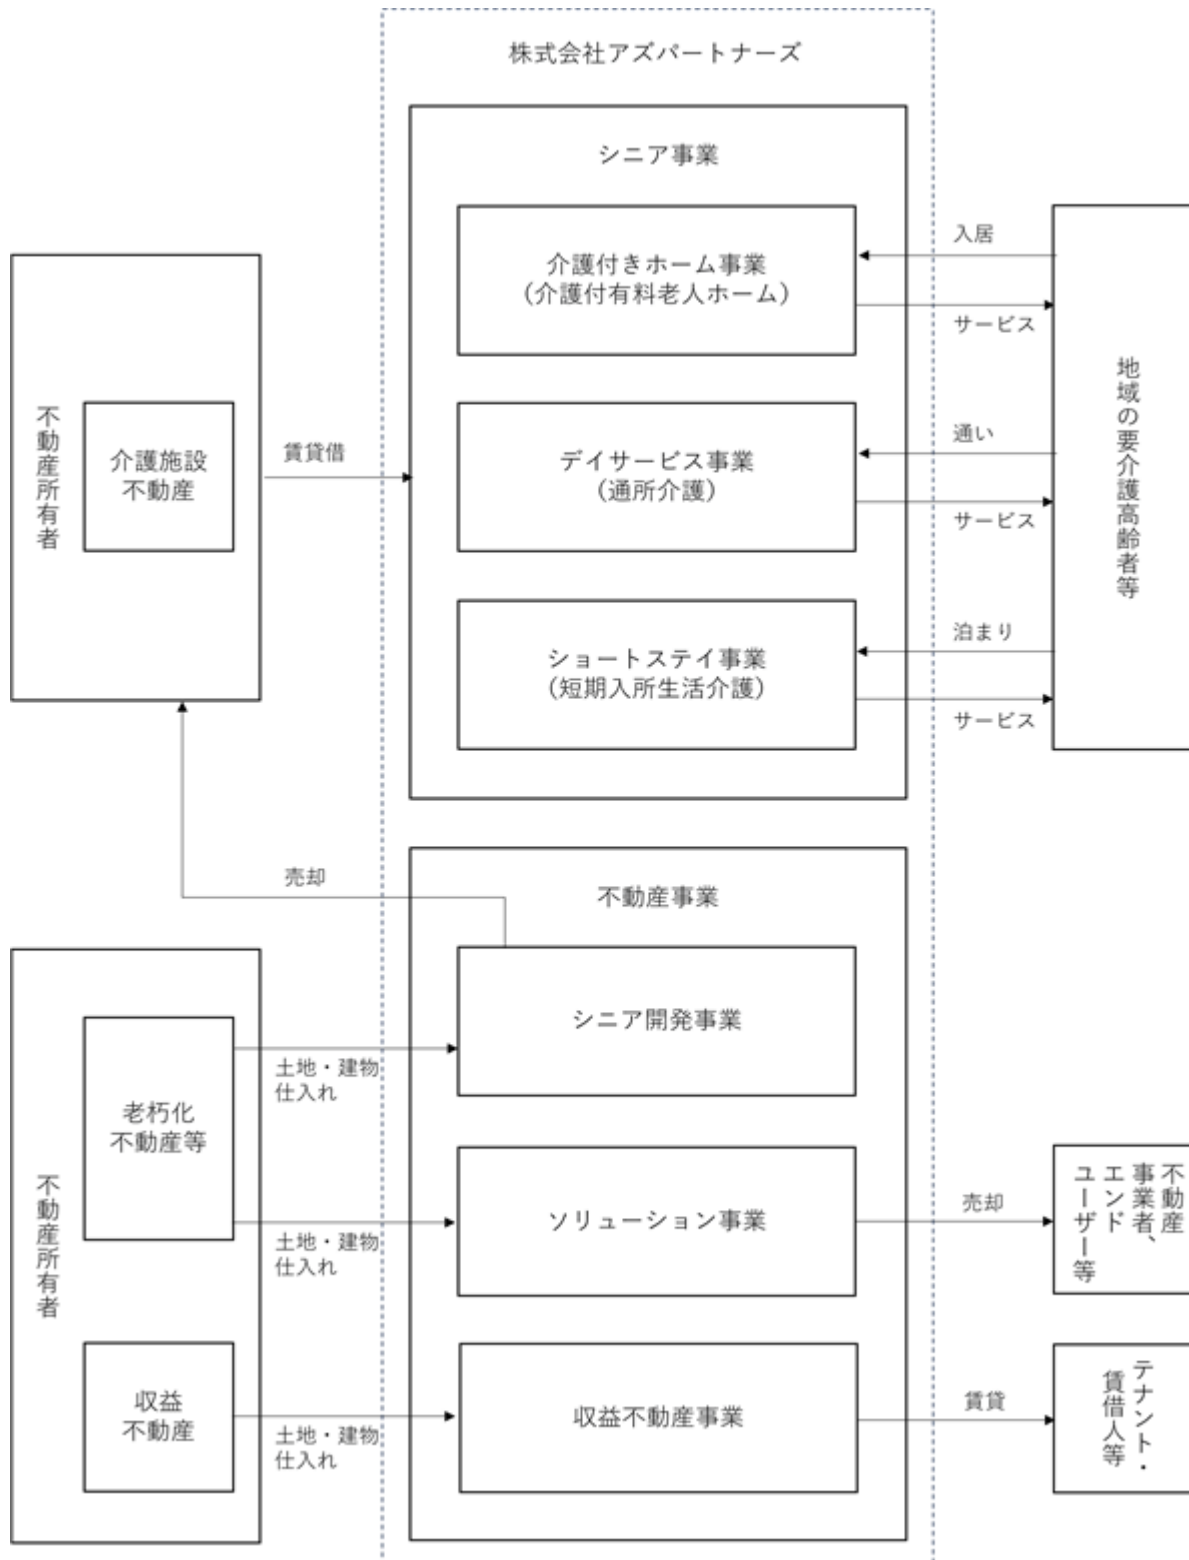 株式会社アズパートナーズ
シニア事業
介護付きホーム事業
(介護付有料老人ホーム)
入居
サービス
デイサービス事業
(通所介護)
通い
サービス
ショートステイ事業
(短期入所生活介護)
泊まり
サービス
地域の要介護高齢者等
不動産所有者
介護施設
不動産
賃貸借
売却
不動産事業
シニア開発事業
不動産所有者
老朽化
不動産等
土地・建物
仕入れ
ソリューション事業
土地・建物
仕入れ
売却
不動産
事業者、
エンド
ユーザー等
収益
不動産
土地・建物
仕入れ
収益不動産事業
賃貸
テナント・
賃借人等